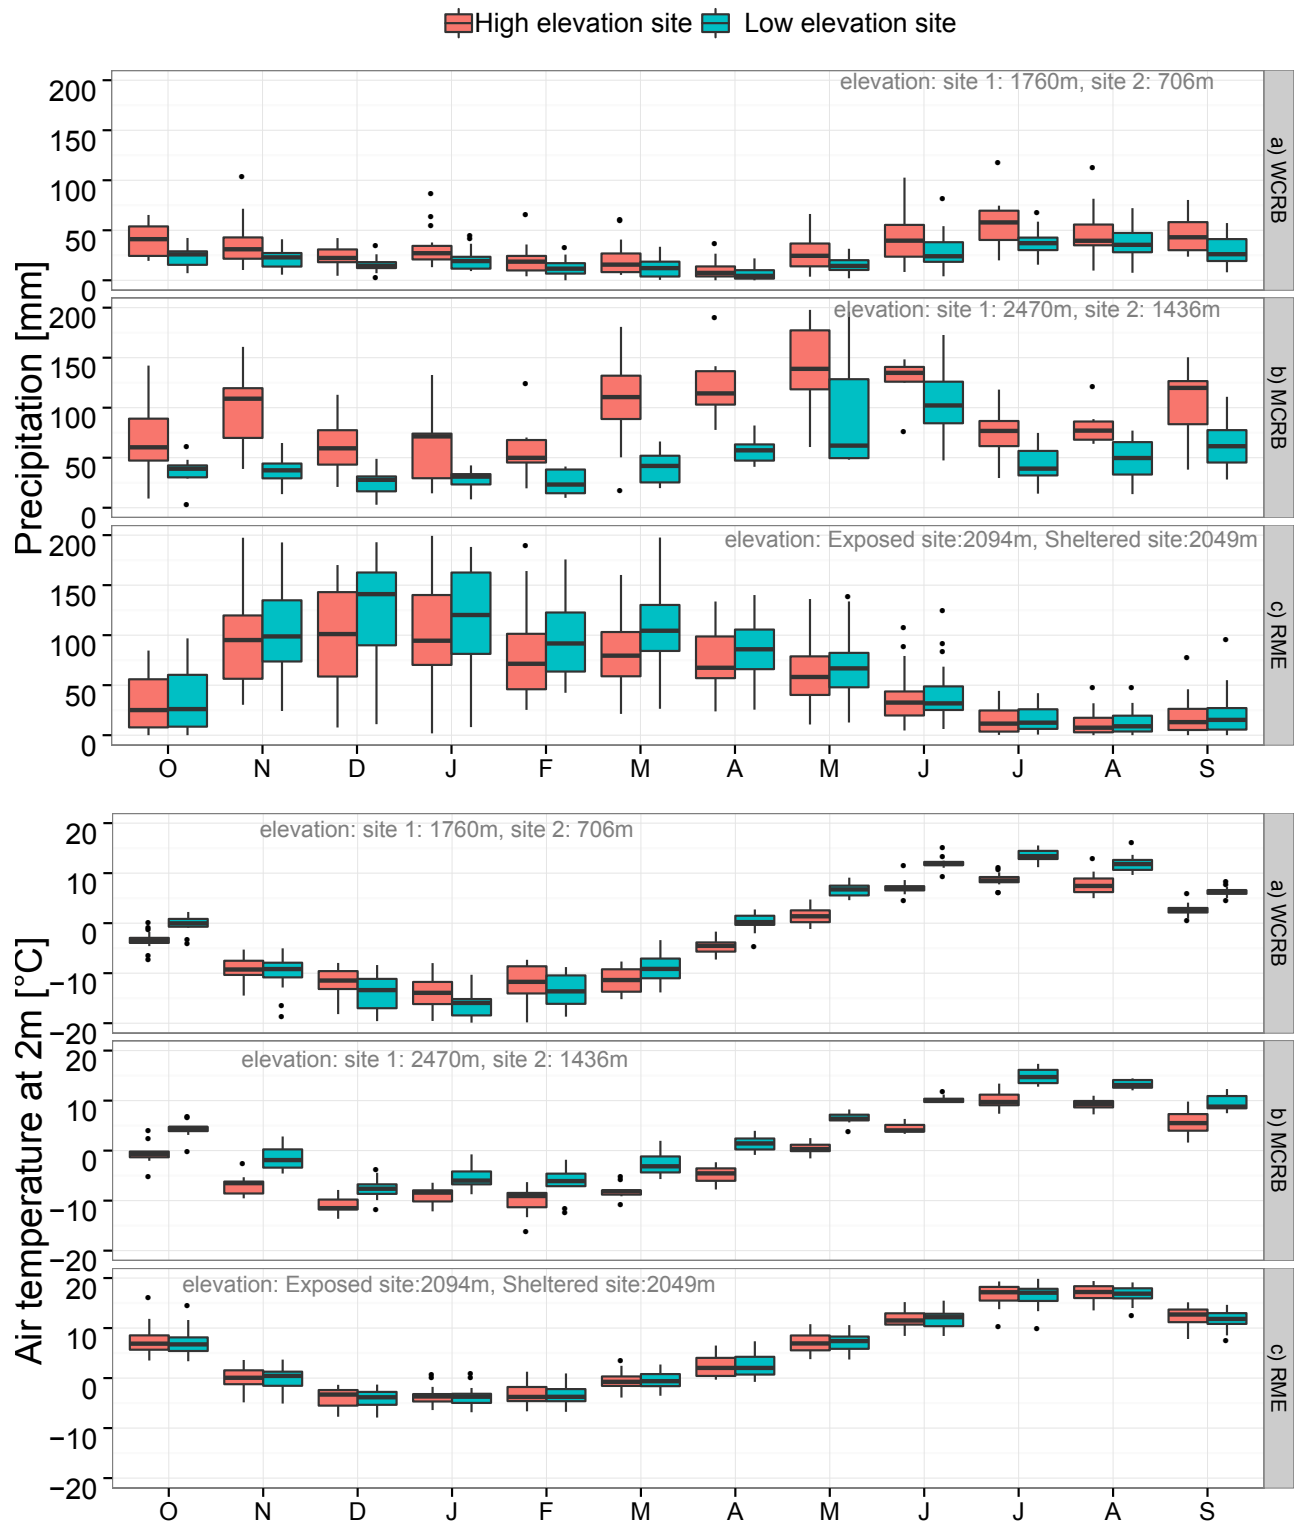 High elevation site Low elevation site
Precipitation [mm]
elevation: site 1: 1760m, site 2: 706m
200
150
100
50
0
a) WCRB
elevation: site 1: 2470m, site 2: 1436m
200
150
100
50
0
b) MCRB
elevation: Exposed site:2094m, Sheltered site:2049m
200
150
100
50
0
c) RME
O N D J F M A M J J A S
Air temperature at 2m [°C]
elevation: site 1: 1760m, site 2: 706m
20
10
0
−10
−20
a) WCRB
elevation: site 1: 2470m, site 2: 1436m
20
10
0
−10
−20
b) MCRB
elevation: Exposed site:2094m, Sheltered site:2049m
20
10
0
−10
−20
c) RME
O N D J F M A M J J A S